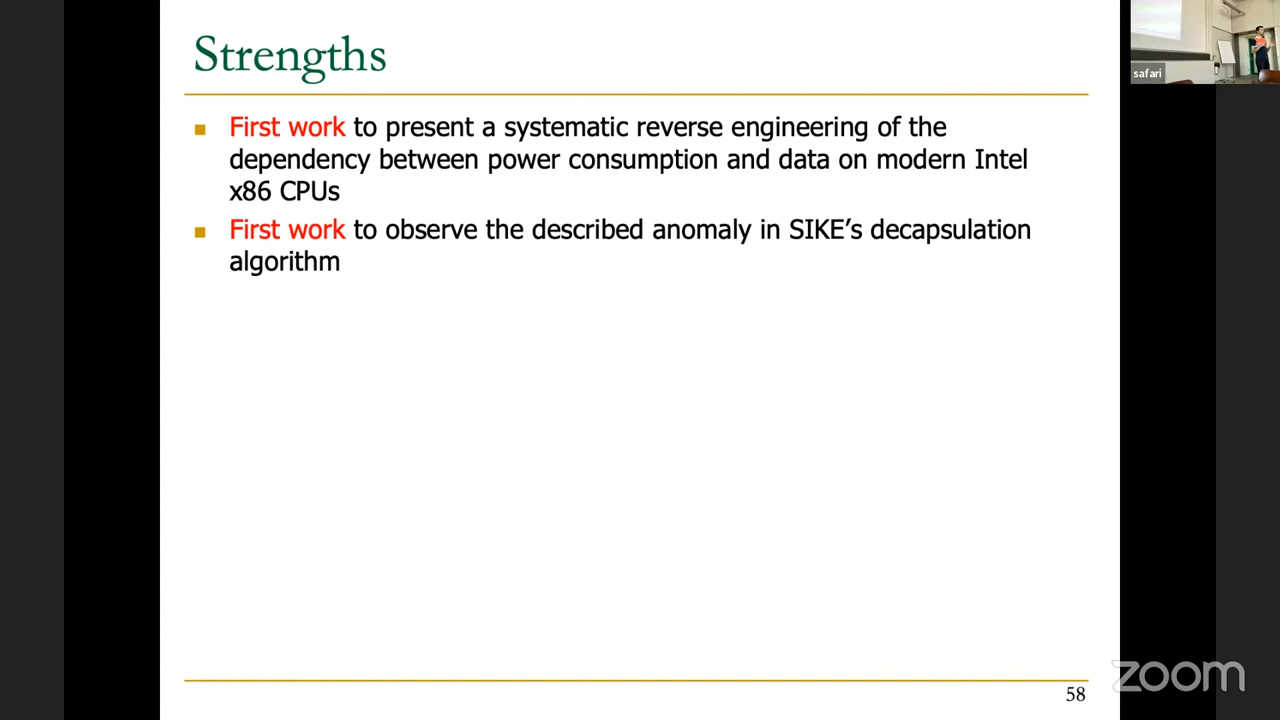 Strengths
First work to present a systematic reverse engineering of the
dependency between power consumption and data on modern Intel
x86 CPUs
First work to observe the described anomaly in SIKE’s decapsulation
algorithm
58
safari
zoom